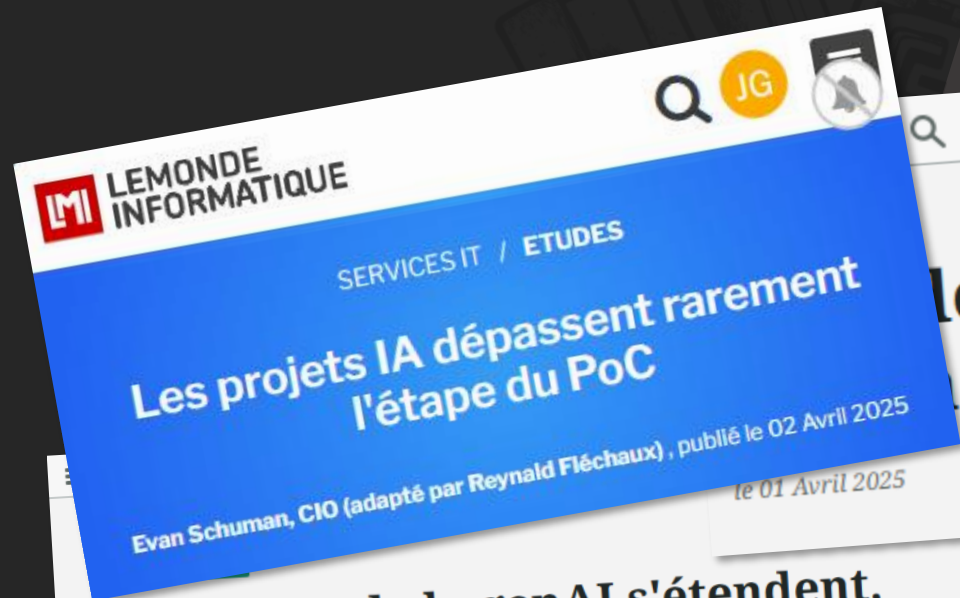 JG
LMI LEMONDE
INFORMATIQUE
SERVICES IT / ETUDES
Les projets IA dépassent rarement
l'étape du PoC
Evan Schuman, CIO (adapté par Reynald Fléchaux) , publié le 02 Avril 2025
le 01 Avril 2025
s'étendent,